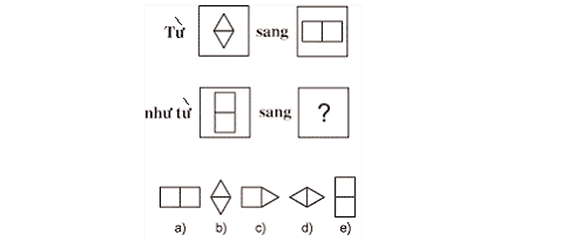 Từ sang
như từ sang ?
a) b) c) d) e)